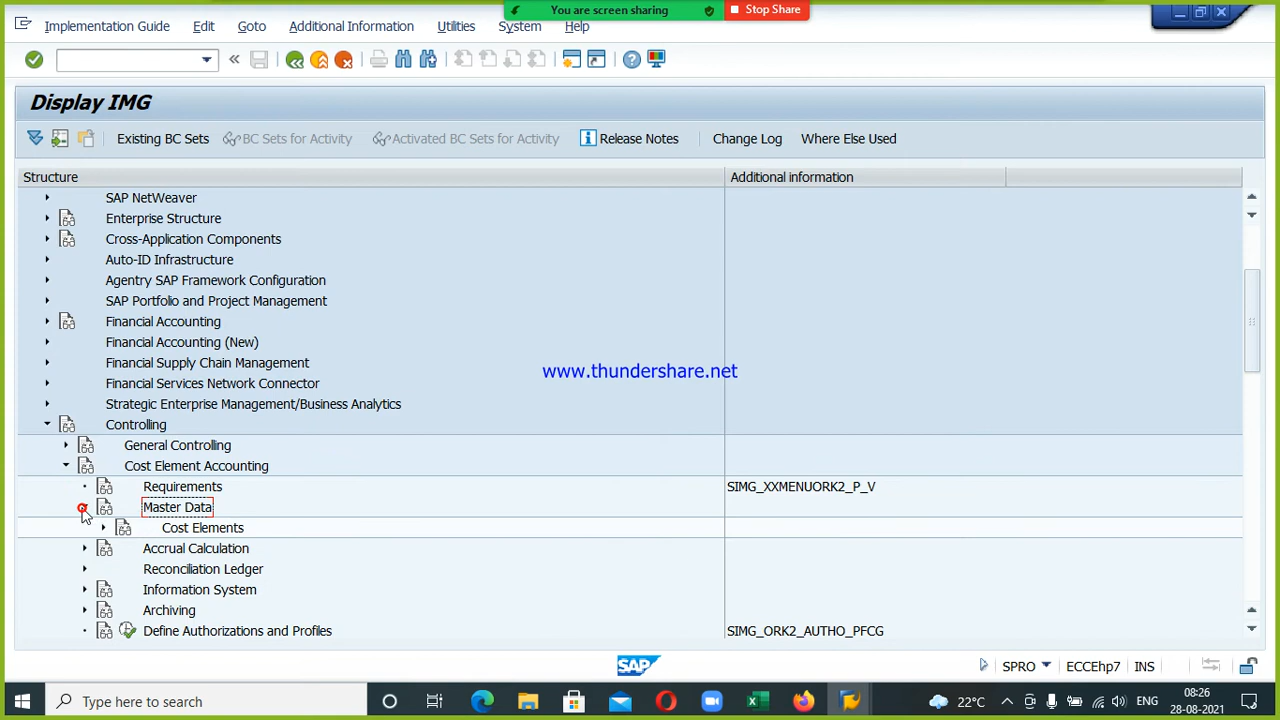 You are screen sharing
Stop Share
Implementation Guide Edit Goto Additional Information Utilities System Help
Display IMG
Existing BC Sets BC Sets for Activity Activated BC Sets for Activity Release Notes Change Log Where Else Used
Structure Additional information
SAP NetWeaver
Enterprise Structure
Cross-Application Components
Auto-ID Infrastructure
Agentry SAP Framework Configuration
SAP Portfolio and Project Management
Financial Accounting
Financial Accounting (New)
Financial Supply Chain Management
www.thundershare.net
Financial Services Network Connector
Strategic Enterprise Management/Business Analytics
Controlling
General Controlling
Cost Element Accounting
Requirements SIMG_XXMENUORK2_P_V
Master Data
Cost Elements
Accrual Calculation
Reconciliation Ledger
Information System
Archiving
Define Authorizations and Profiles SIMG_ORK2_AUTHO_PFCG
SAP SPRO ECCEhp7 INS
Type here to search 22°C ENG 08:26
28-08-2021